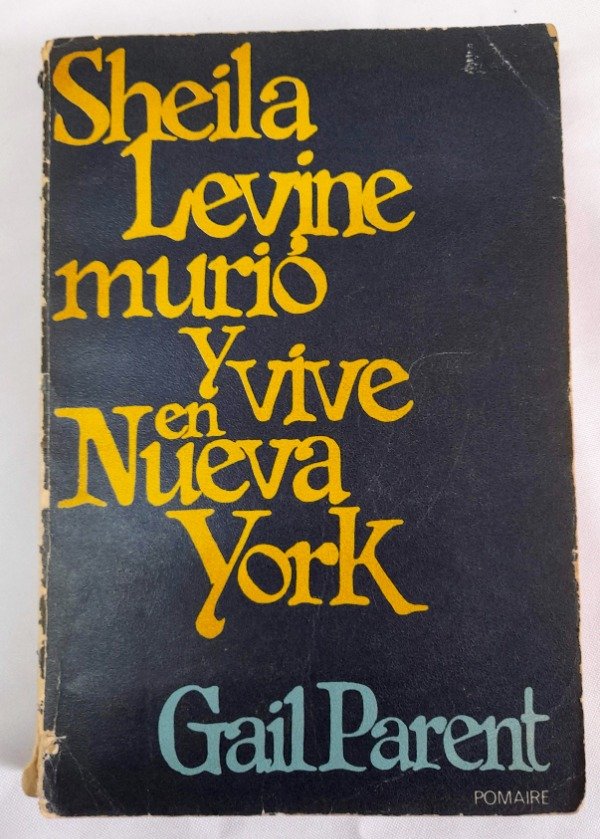 Sheila
Levine
murió
y vive
en
Nueva
York
Gail Parent
POMAIRE